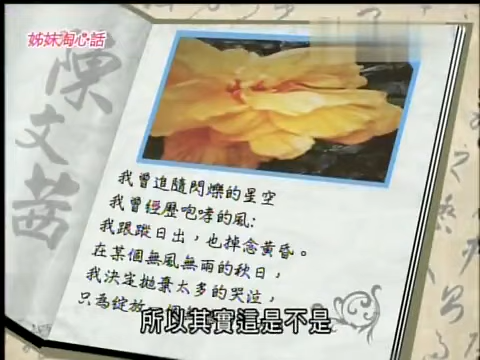 姊妹淘心話
陳文茜
我曾追隨閃爍的星空
我曾經歷咆哮的風;
我跟蹤日出，也掉念黃昏。
在某個無風無雨的秋日，
我決定拋棄太多的哭泣，
只為綻放一個
所以其實這是不是